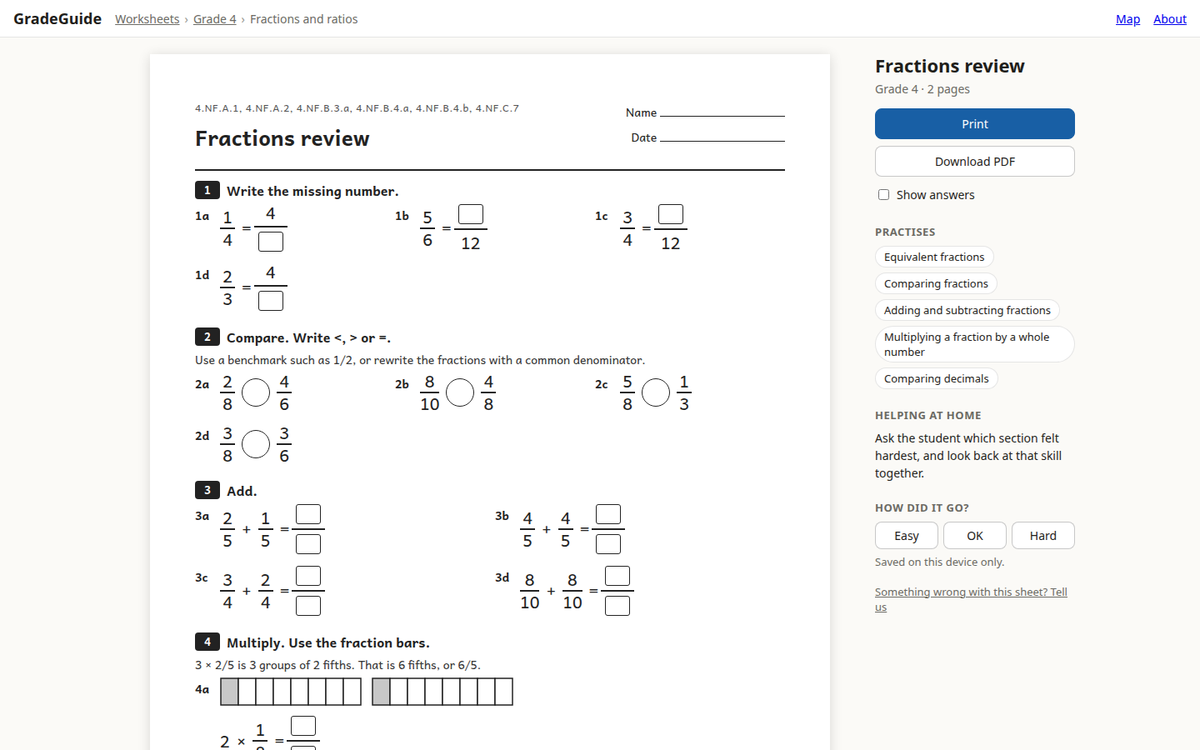 GradeGuide Worksheets › Grade 4 › Fractions and ratios Map About
4.NF.A.1, 4.NF.A.2, 4.NF.B.3.a, 4.NF.B.4.a, 4.NF.B.4.b, 4.NF.C.7
Name
Fractions review
Date
1 Write the missing number.
1a 1/4 = 4/
1b 5/6 = /12
1c 3/4 = /12
1d 2/3 = 4/
2 Compare. Write <, > or =.
Use a benchmark such as 1/2, or rewrite the fractions with a common denominator.
2a 2/8 4/6
2b 8/10 4/8
2c 5/8 1/3
2d 3/8 3/6
3 Add.
3a 2/5 + 1/5 =
3b 4/5 + 4/5 =
3c 3/4 + 2/4 =
3d 8/10 + 8/10 =
4 Multiply. Use the fraction bars.
3 × 2/5 is 3 groups of 2 fifths. That is 6 fifths, or 6/5.
4a
2 × 1/ =
Fractions review
Grade 4 · 2 pages
Print
Download PDF
Show answers
PRACTISES
Equivalent fractions
Comparing fractions
Adding and subtracting fractions
Multiplying a fraction by a whole
number
Comparing decimals
HELPING AT HOME
Ask the student which section felt
hardest, and look back at that skill
together.
HOW DID IT GO?
Easy OK Hard
Saved on this device only.
Something wrong with this sheet? Tell
us